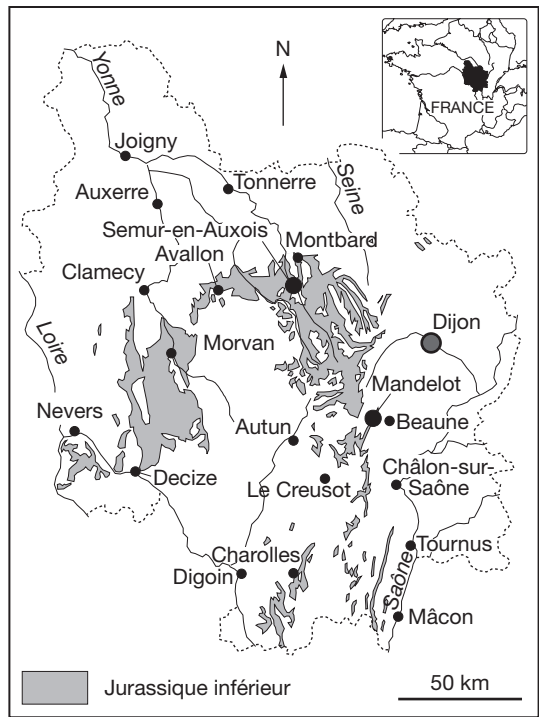 N
FRANCE
Yonne
Joigny
Tonnerre
Auxerre
Seine
Semur-en-Auxois
Montbard
Avallon
Clamecy
Loire
Dijon
Morvan
Mandelot
Nevers
Autun
Beaune
Châlon-sur-
Saône
Decize
Le Creusot
Tournus
Charolles
Digoin
Saône
Mâcon
Jurassique inférieur
50 km